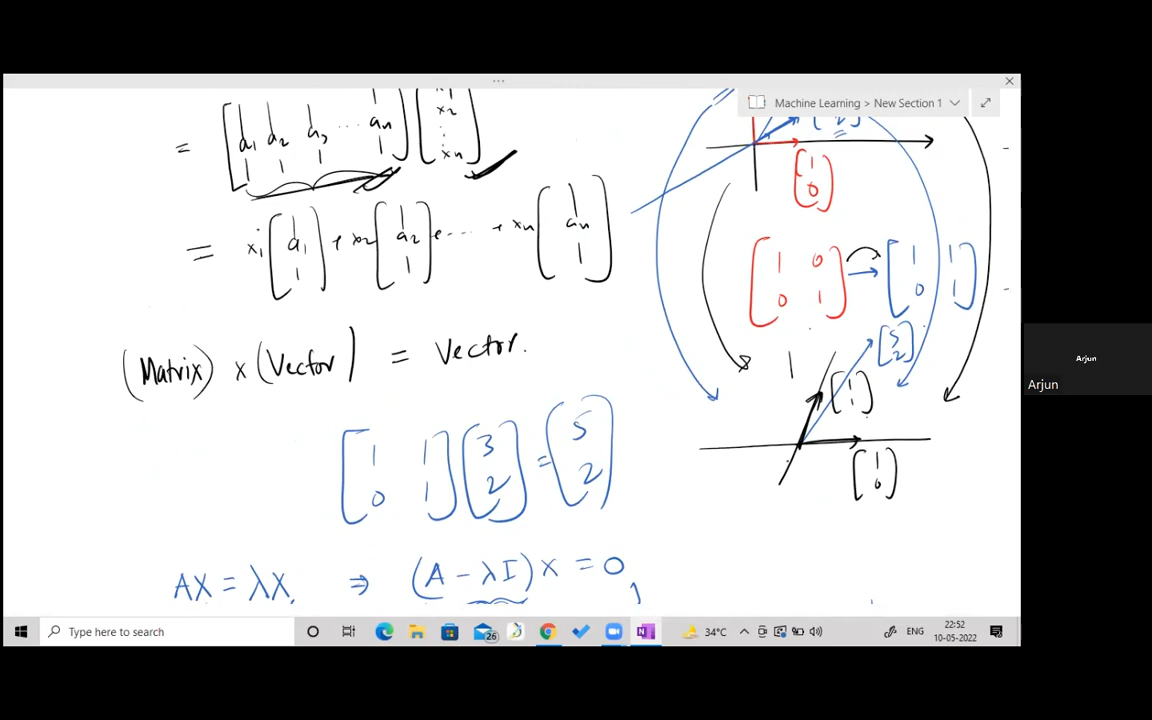 Machine Learning > New Section 1
= [a1 a2 a3 ... an] [x1 x2 : xn]
= x1 [a1] + x2 [a2] + ---- + xn [an]
(Matrix) x (Vector) = Vector.
[1 1 0 1] [3 2] = [5 2]
AX = λX, ⇒ (A - λI) X = 0
[1 0]
[1 0 0 1] → [1 1 0 1]
[5 2]
[1 1]
[1 0]
Arjun
Arjun
Type here to search
26
34°C
ENG
22:52
10-05-2022